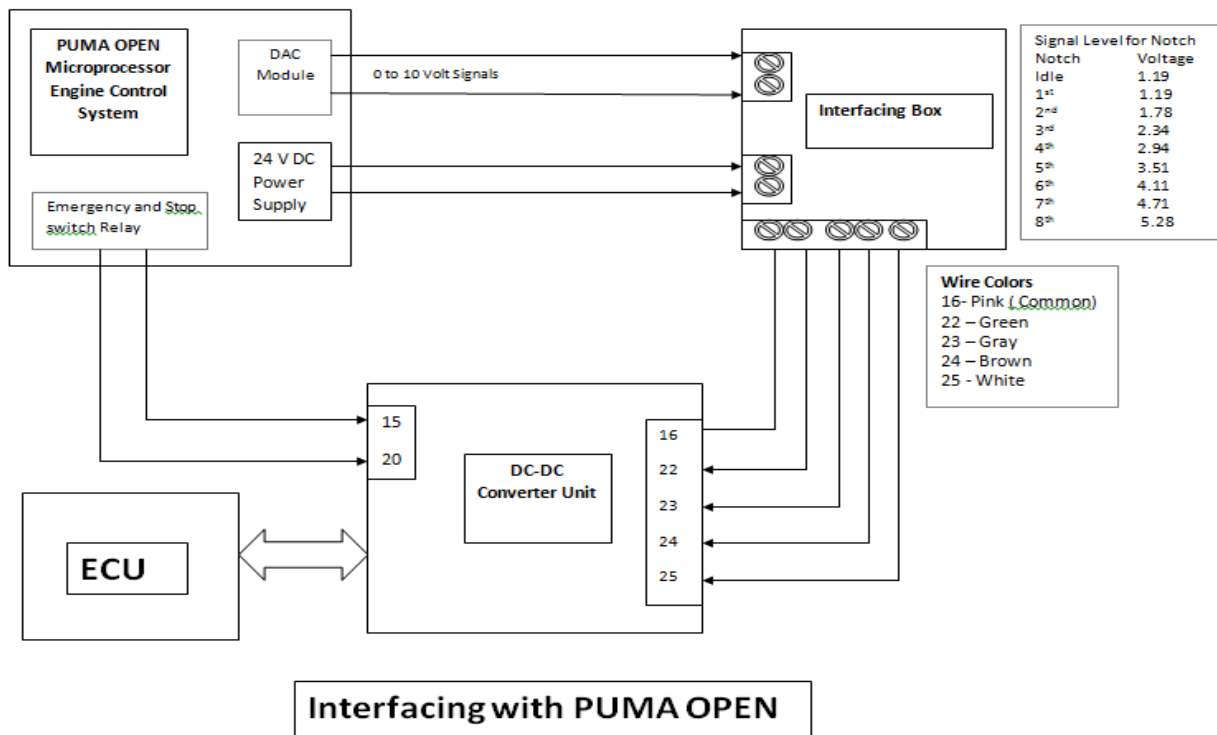 PUMA OPEN
Microprocessor
Engine Control
System
DAC
Module
0 to 10 Volt Signals
24 V DC
Power
Supply
Emergency and Stop
switch Relay
Interfacing Box
Signal Level for Notch
Notch Voltage
Idle 1.19
1st 1.19
2nd 1.78
3rd 2.34
4th 2.94
5th 3.51
6th 4.11
7th 4.71
8th 5.28
Wire Colors
16- Pink ( Common)
22 – Green
23 – Gray
24 – Brown
25 - White
15
20
DC-DC
Converter Unit
16
22
23
24
25
ECU
Interfacing with PUMA OPEN